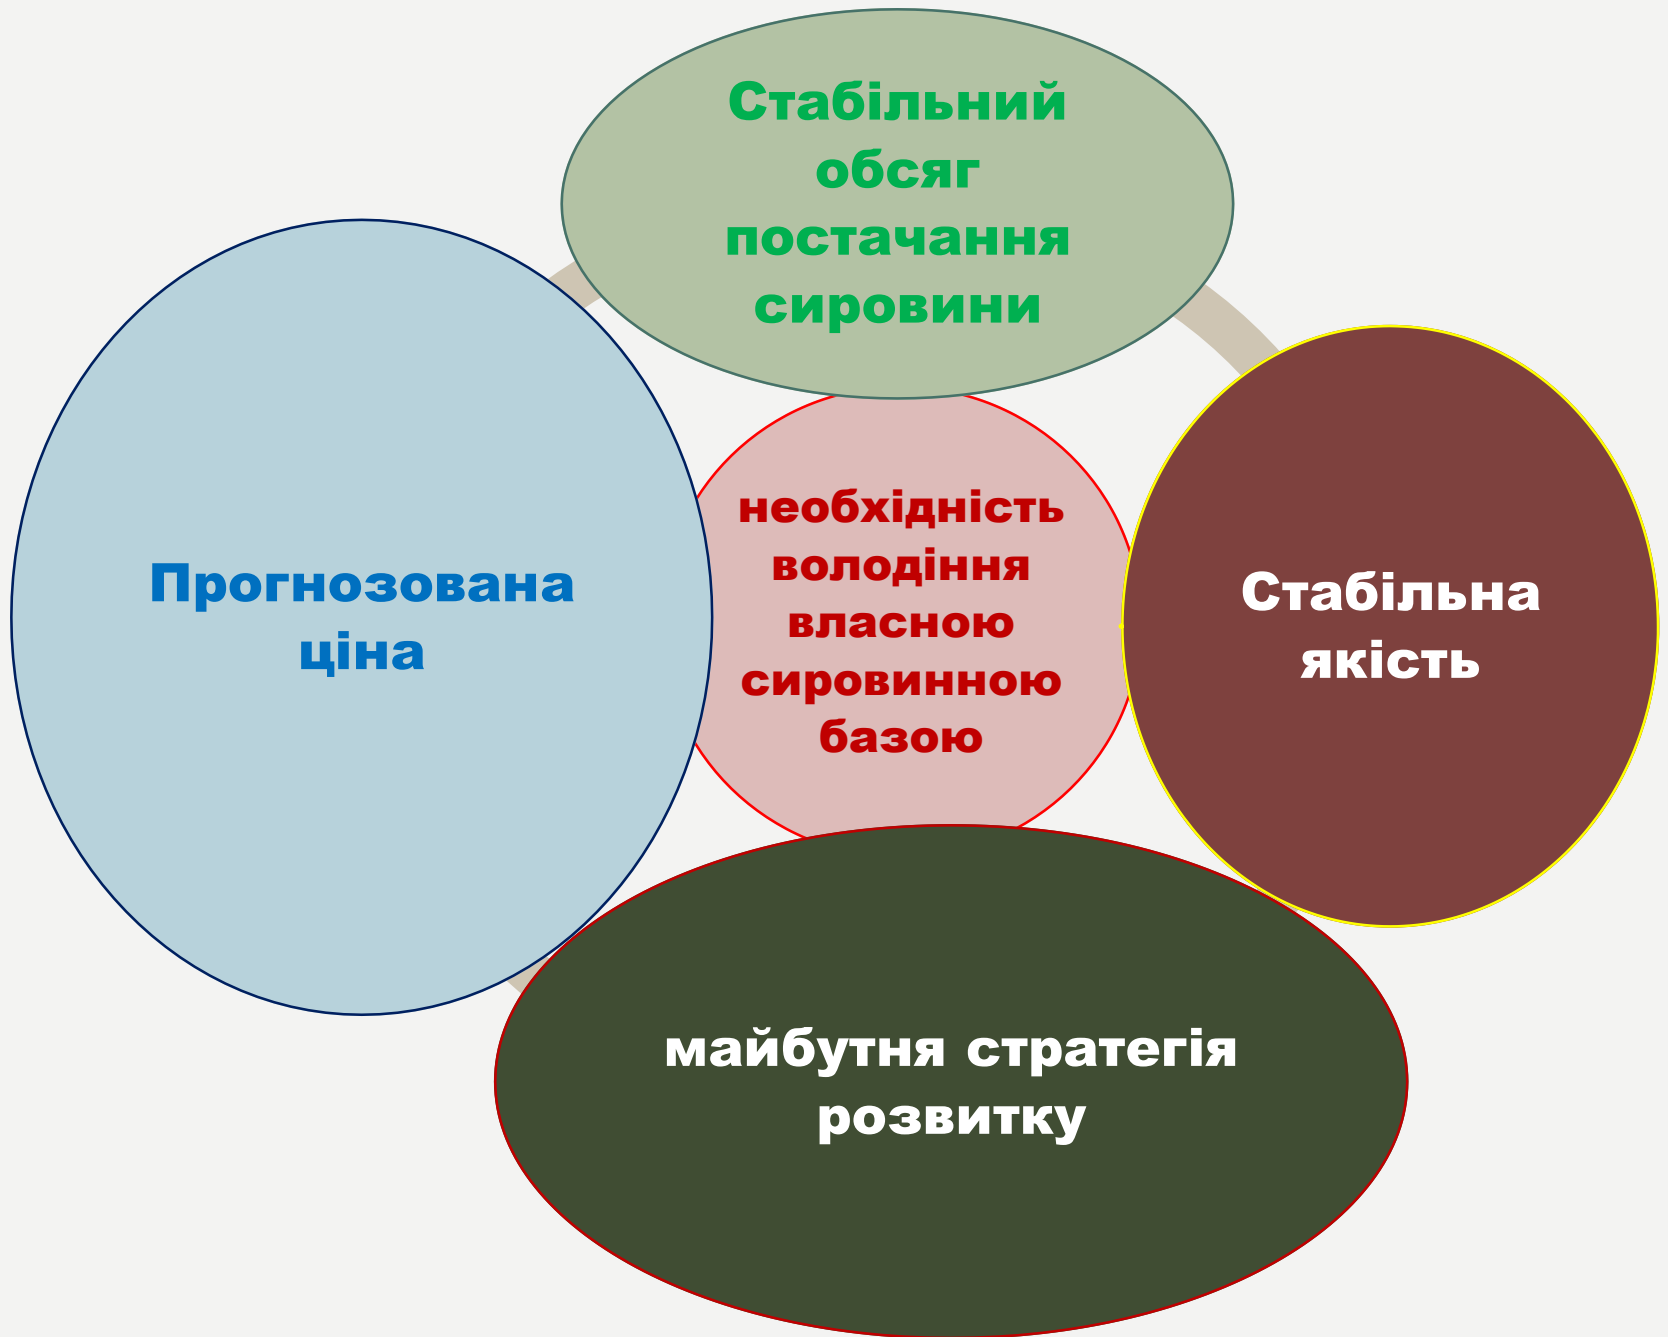 Стабільний
обсяг
постачання
сировини
Прогнозована
ціна
необхідність
володіння
власною
сировинною
базою
Стабільна
якість
майбутня стратегія
розвитку